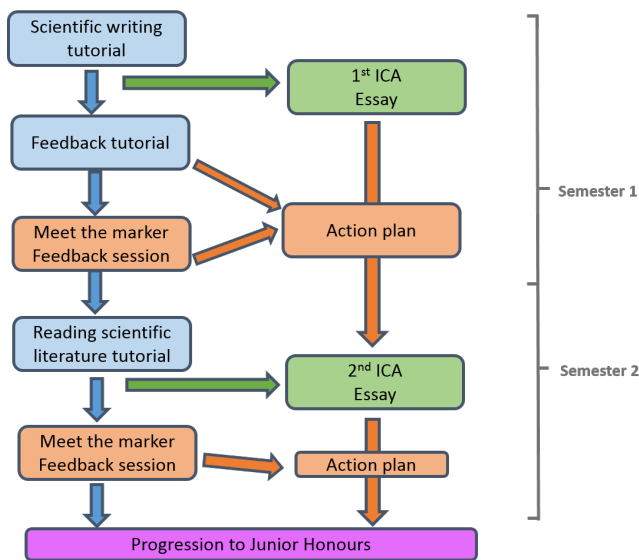 Scientific writing
tutorial
1st ICA
Essay
Feedback tutorial
Semester 1
Meet the marker
Feedback session
Action plan
Reading scientific
literature tutorial
2nd ICA
Essay
Semester 2
Meet the marker
Feedback session
Action plan
Progression to Junior Honours